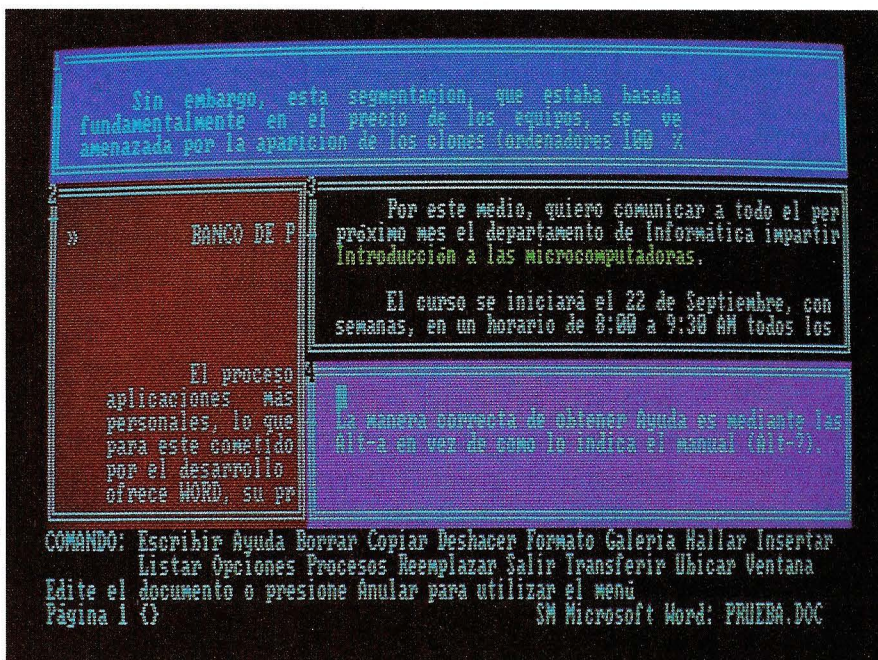 1
Sin embargo, esta segmentacion, que estaba basada
fundamentalmente en el precio de los equipos, se ve
amenazada por la aparicion de los clones (ordenadores 100 %
2
» BANCO DE P
El proceso
aplicaciones más
personales, lo que
para este cometido
por el desarrollo
ofrece WORD, su pr
3
Por este medio, quiero comunicar a todo el per
próximo mes el departamento de Informática impartir
Introducción a las microcomputadoras.
El curso se iniciará el 22 de Septiembre, con
semanas, en un horario de 8:00 a 9:30 AM todos los
4
La manera correcta de obtener Ayuda es mediante las
Alt-a en vez de como lo indica el manual (Alt-?).
COMANDO: Escribir Ayuda Borrar Copiar Deshacer Formato Galería Hallar Insertar
Listar Opciones Procesos Reemplazar Salir Transferir Ubicar Ventana
Edite el documento o presione Anular para utilizar el menú
Página 1 {} SM Microsoft Word: PRUEBA.DOC